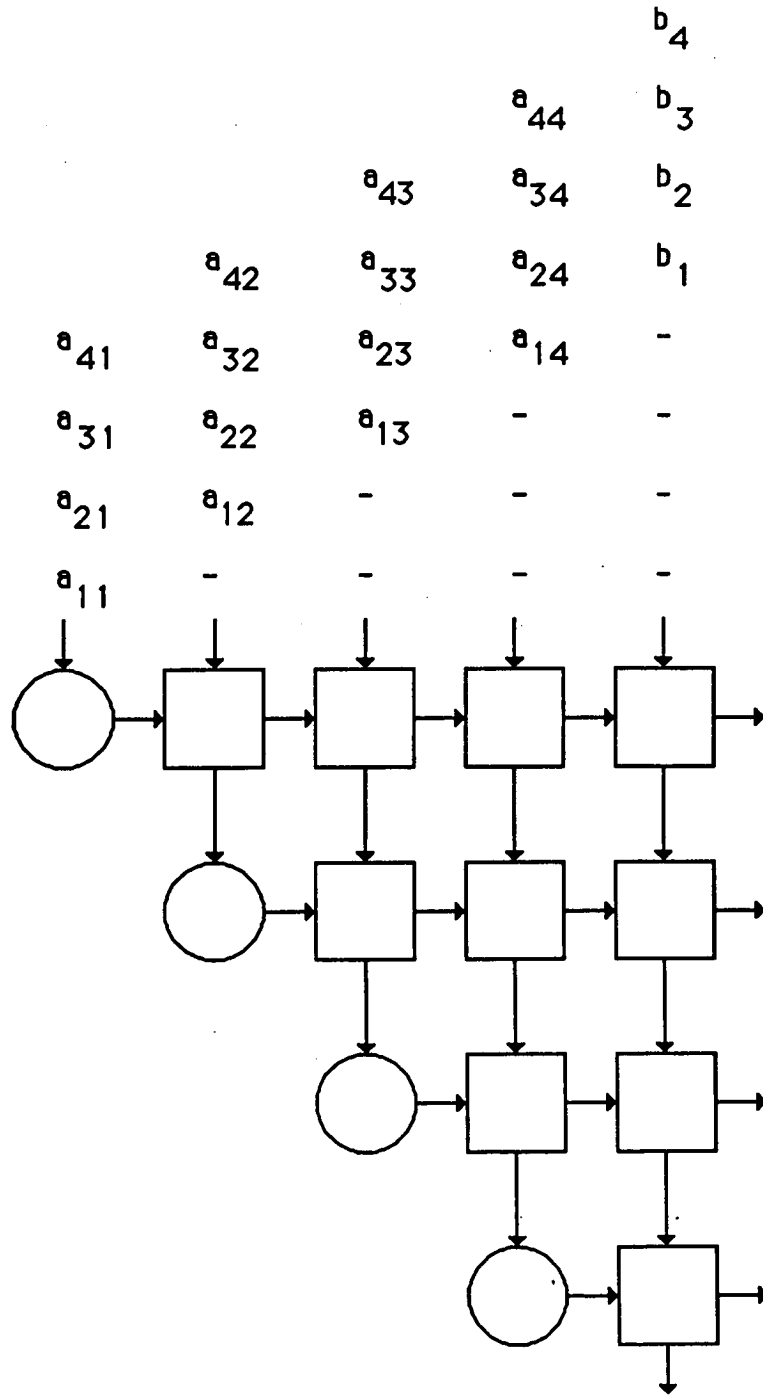 b4
a44 b3
a43 a34 b2
a42 a33 a24 b1
a41 a32 a23 a14 -
a31 a22 a13 - -
a21 a12 - - -
a11 - - - -